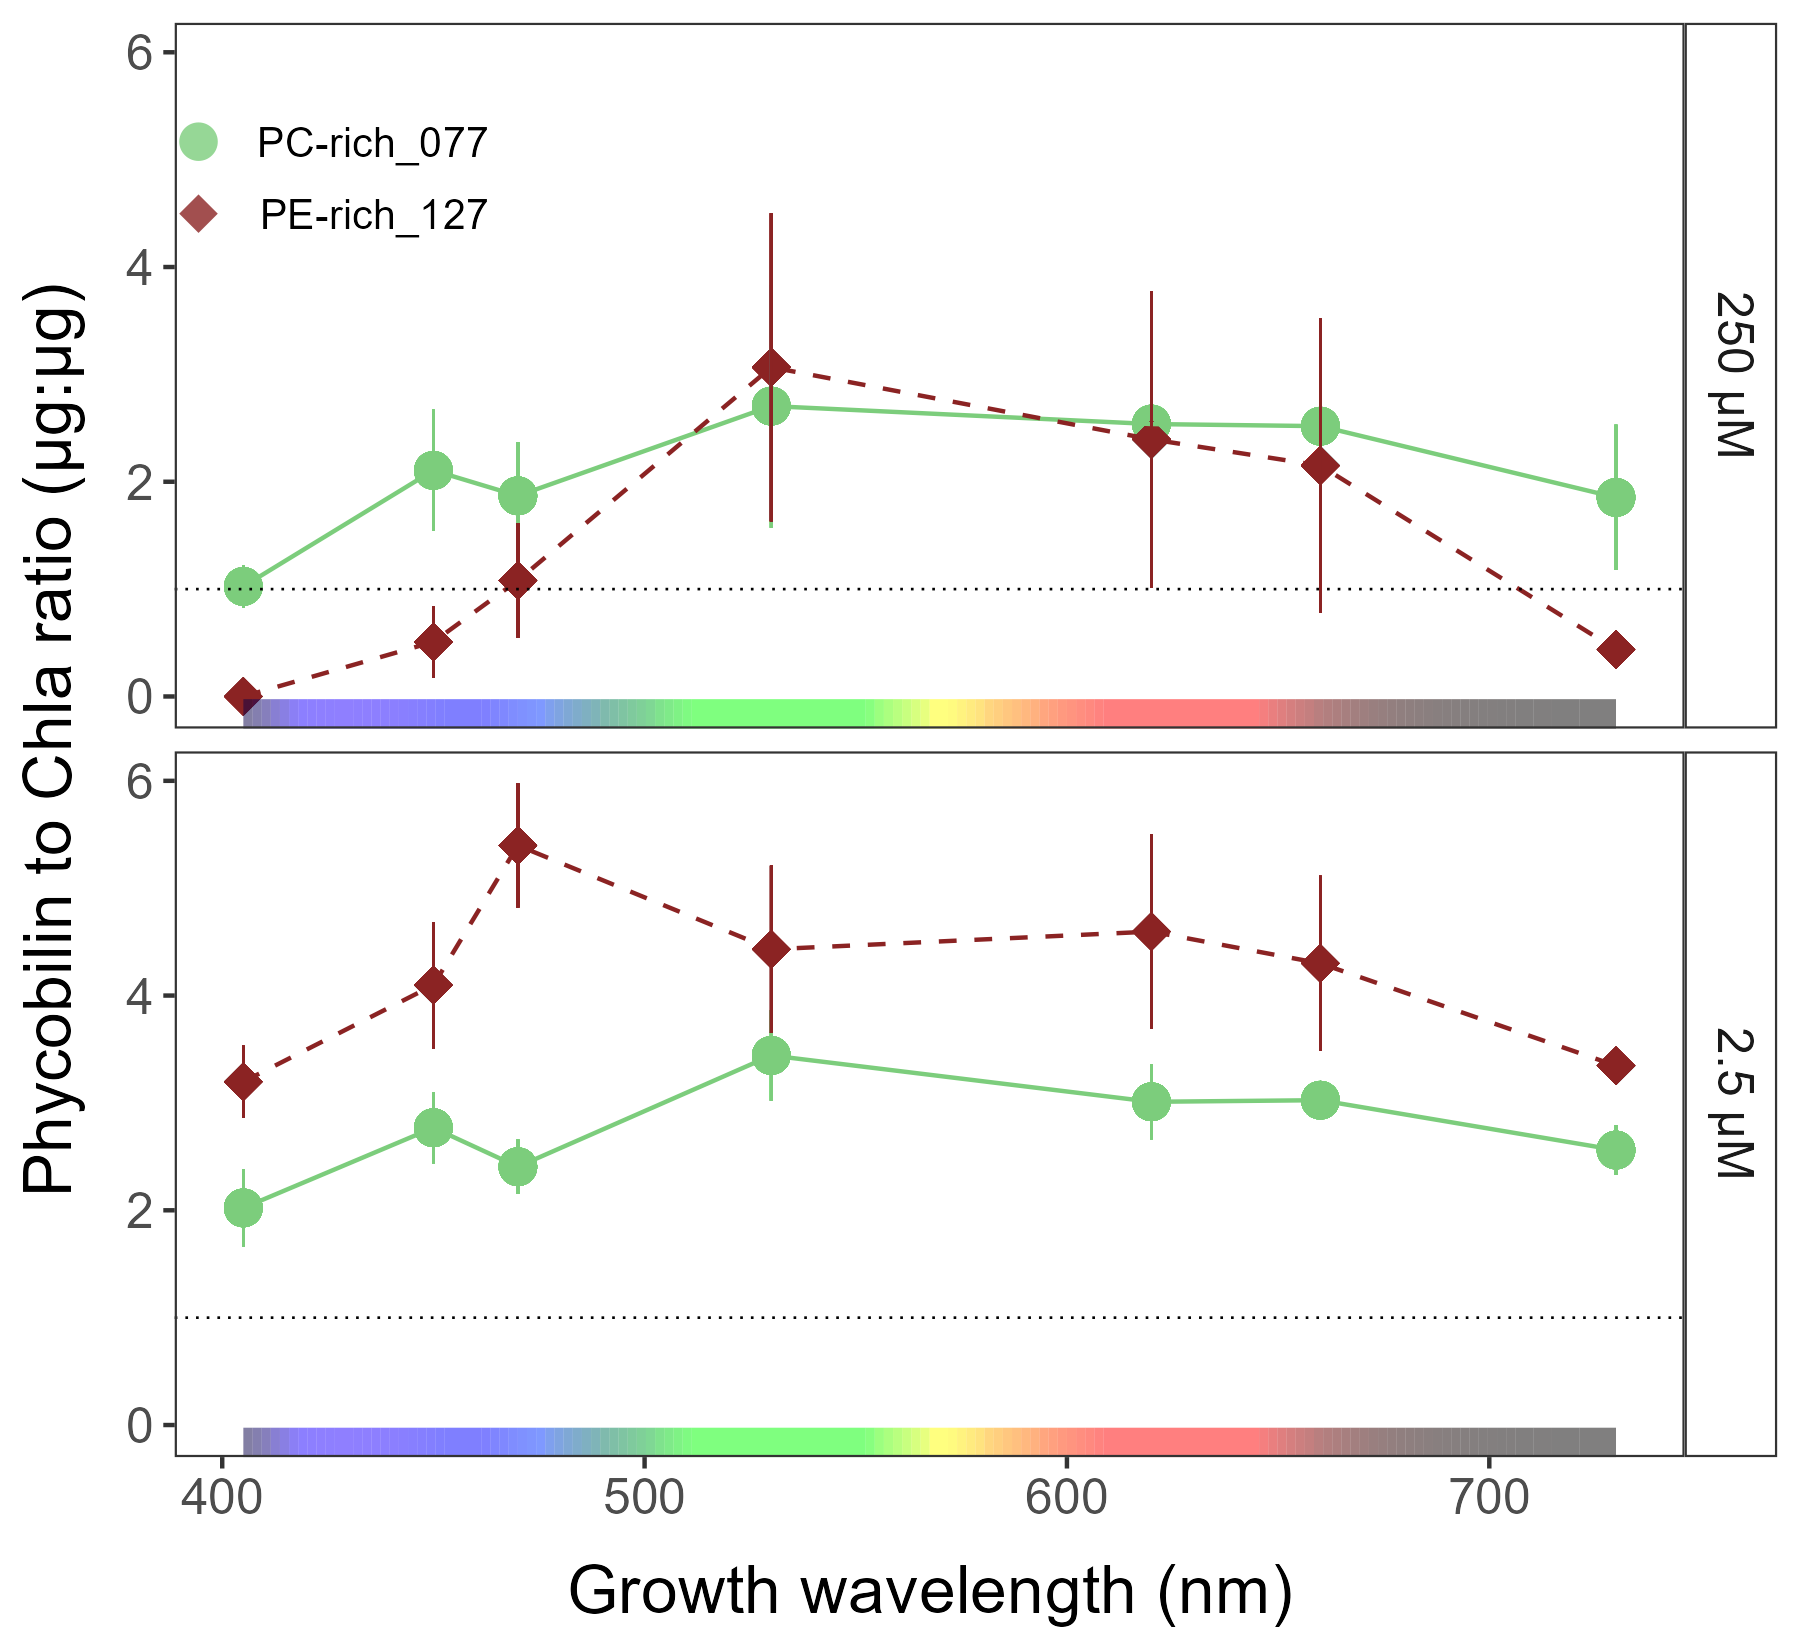 6
PC-rich_077
PE-rich_127
4
2
0
250 µM
6
4
2
0
2.5 µM
400 500 600 700
Growth wavelength (nm)
Phycobilin to Chla ratio (µg:µg)